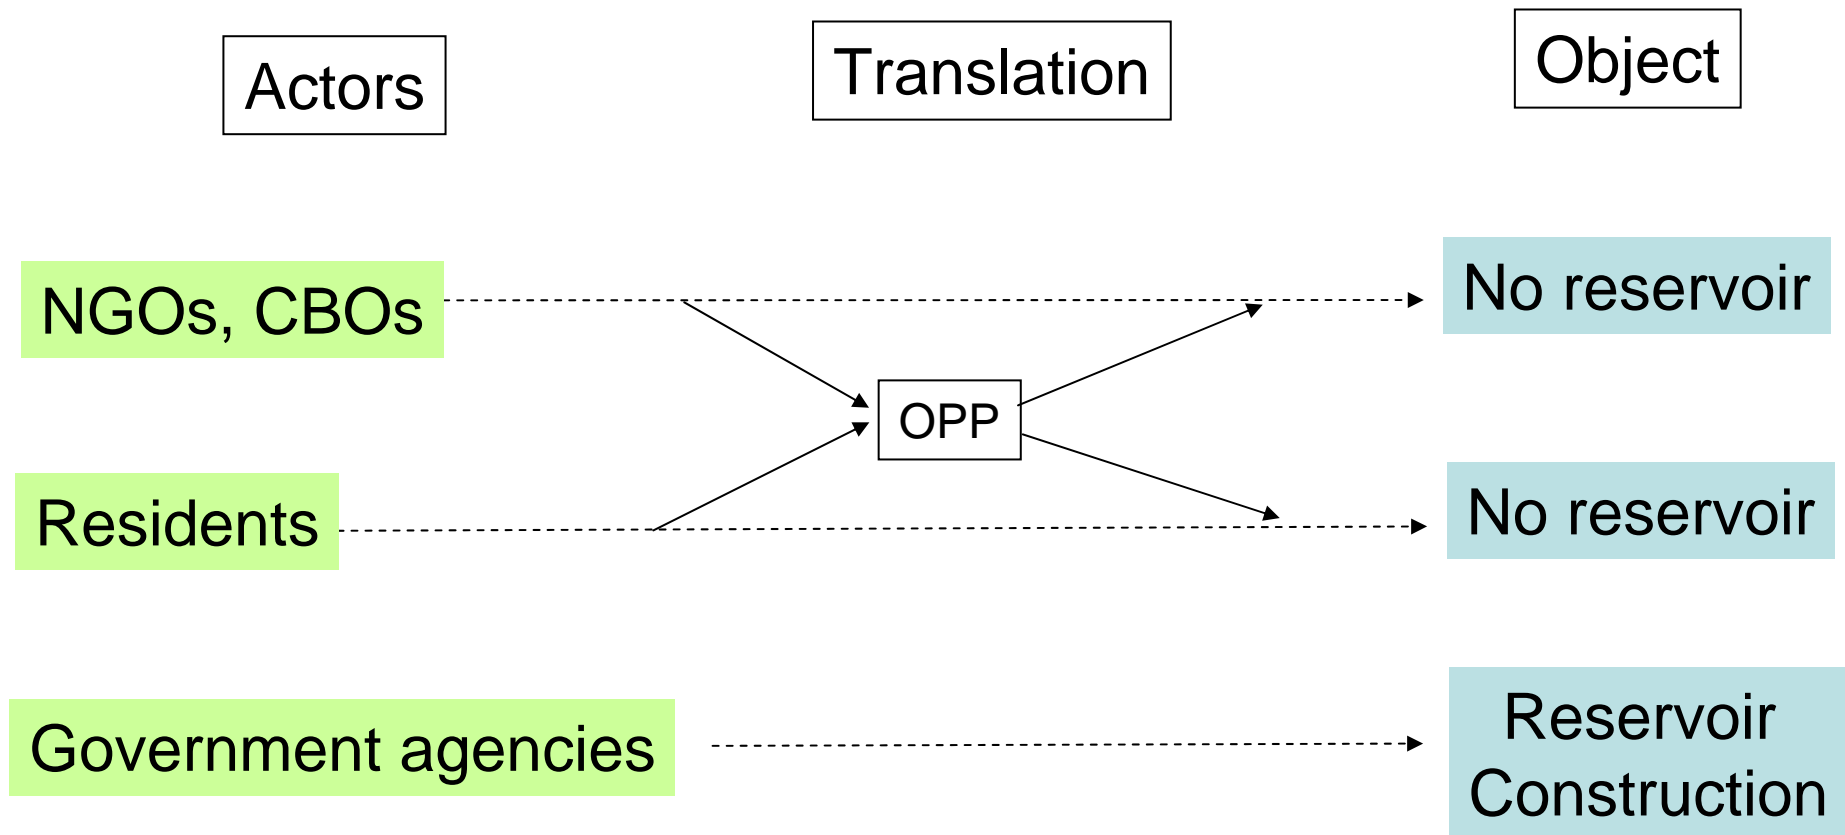 Actors
Translation
Object
NGOs, CBOs
No reservoir
OPP
Residents
No reservoir
Government agencies
Reservoir
Construction